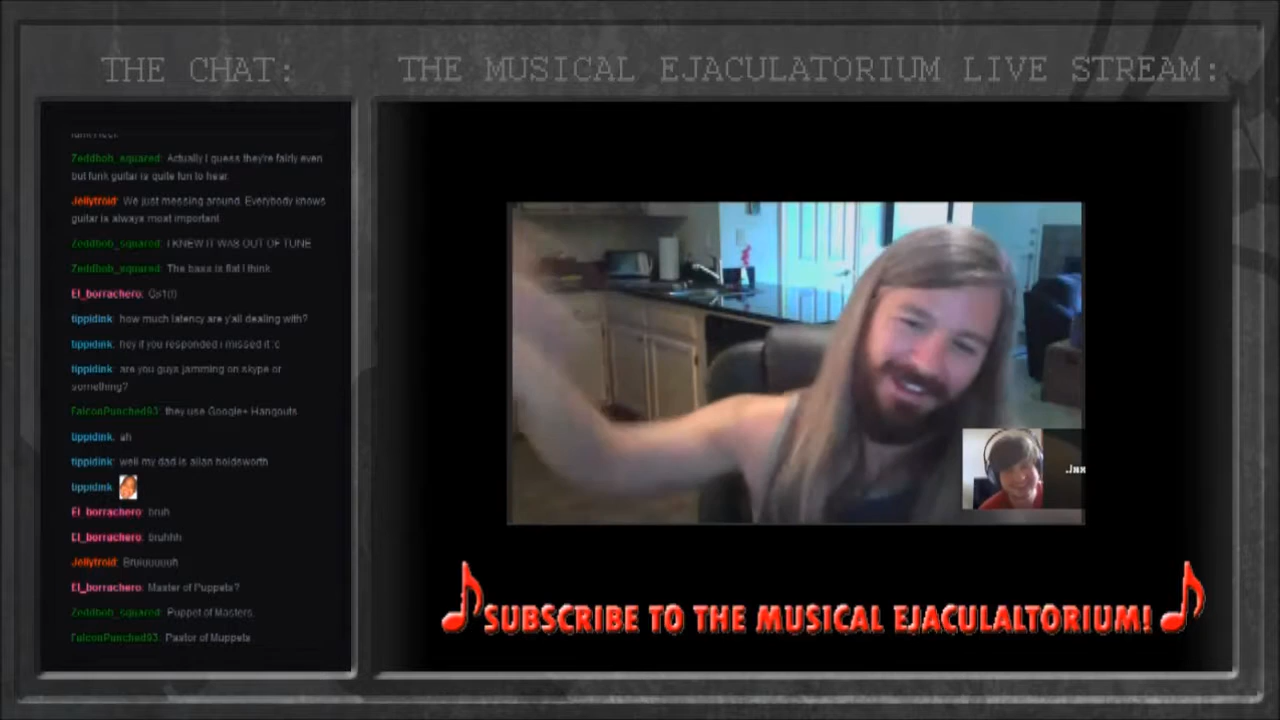 THE CHAT:
THE MUSICAL EJACULATORIUM LIVE STREAM:
Zeddbob_squared: Actually I guess they're fairly even
but funk guitar is quite fun to hear.
Jellytroid: We just messing around. Everybody knows
guitar is always most important
Zeddbob_squared: I KNEW IT WAS OUT OF TUNE
Zeddbob_squared: The bass is flat I think.
El_borrachero:
tippidink: how much latency are y'all dealing with?
tippidink: hey if you responded i missed it :c
tippidink: are you guys jamming on skype or
something?
FalconPunched93: they use Google+ Hangouts
tippidink: ah
tippidink: well my dad is allan holdsworth
tippidink:
El_borrachero: bruh
El_borrachero: bruhhh
Jellytroid: Bruuuuuuh
El_borrachero: Master of Puppets?
Zeddbob_squared: Puppet of Masters.
FalconPunched93: Pastor of Muppets
SUBSCRIBE TO THE MUSICAL EJACULALTORIUM!